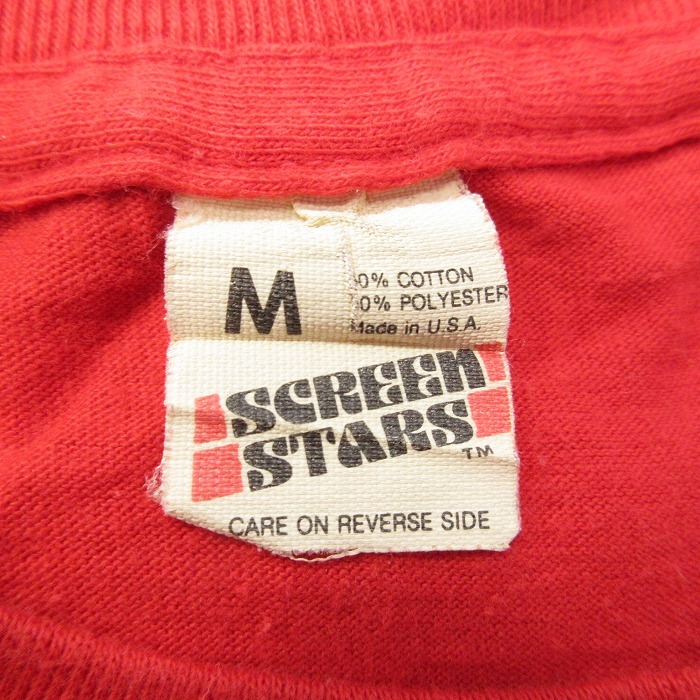 M
0% COTTON
0% POLYESTER
Made in U.S.A.
SCREEN
STARS
TM
CARE ON REVERSE SIDE